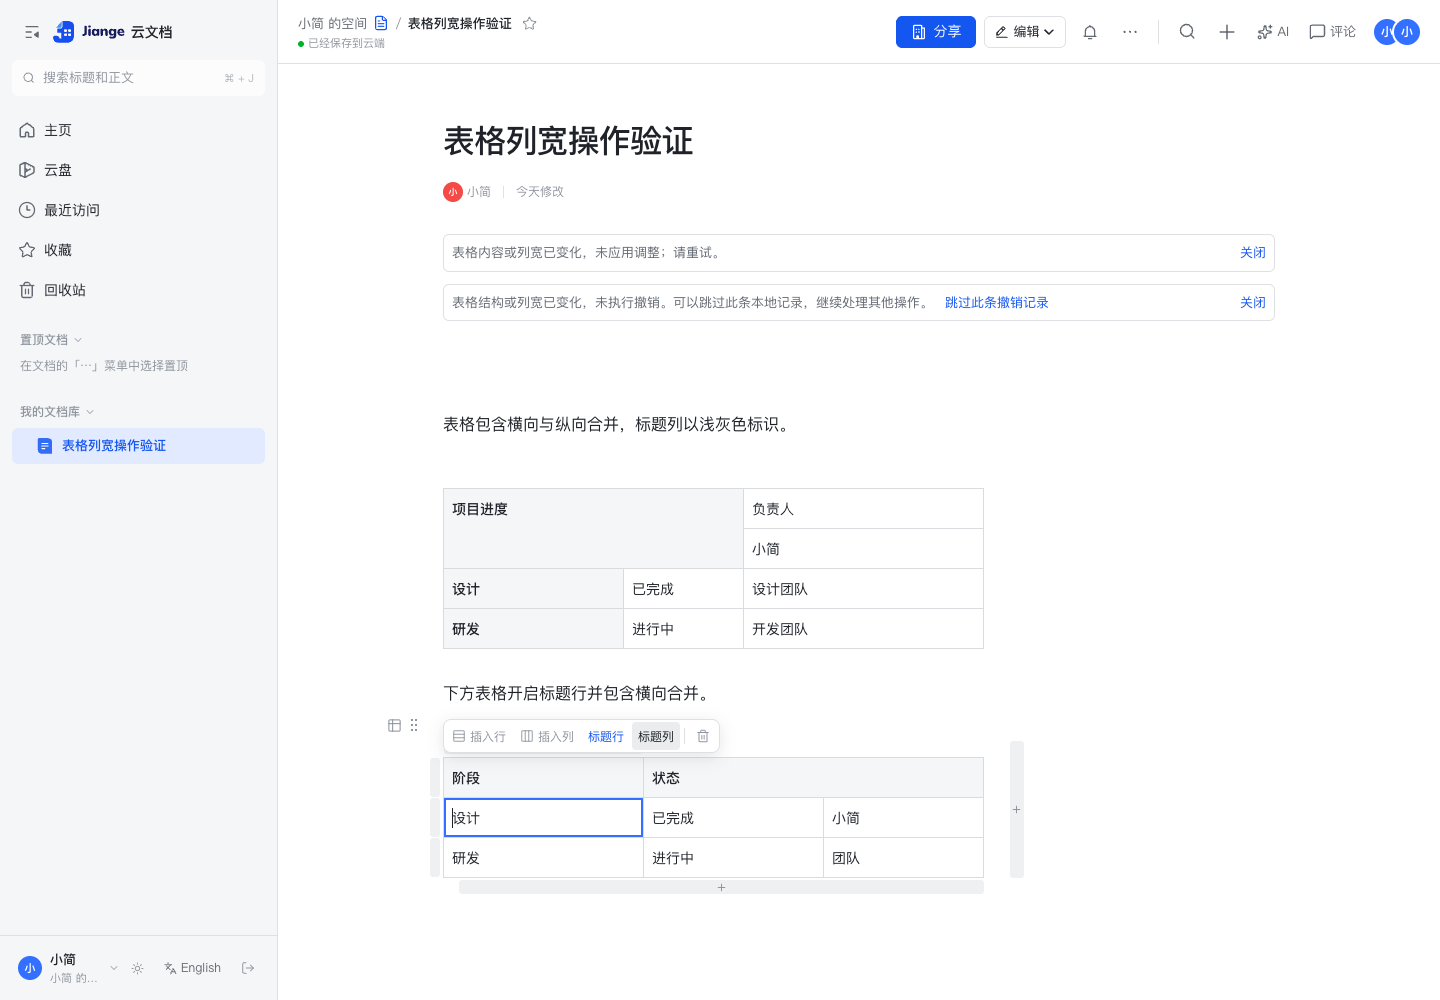 Jiange 云文档
搜索标题和正文 ⌘ + J
主页
云盘
最近访问
收藏
回收站
置顶文档
在文档的「…」菜单中选择置顶
我的文档库
表格列宽操作验证
小简
小简 的...
English
小简 的空间 / 表格列宽操作验证
已经保存到云端
分享
编辑
AI
评论
小 小
表格列宽操作验证
小 小简 今天修改
表格内容或列宽已变化，未应用调整；请重试。 关闭
表格结构或列宽已变化，未执行撤销。可以跳过此条本地记录，继续处理其他操作。 跳过此条撤销记录 关闭
表格包含横向与纵向合并，标题列以浅灰色标识。
项目进度 负责人
小简
设计 已完成 设计团队
研发 进行中 开发团队
下方表格开启标题行并包含横向合并。
插入行 插入列 标题行 标题列
阶段 状态
设计 已完成 小简
研发 进行中 团队